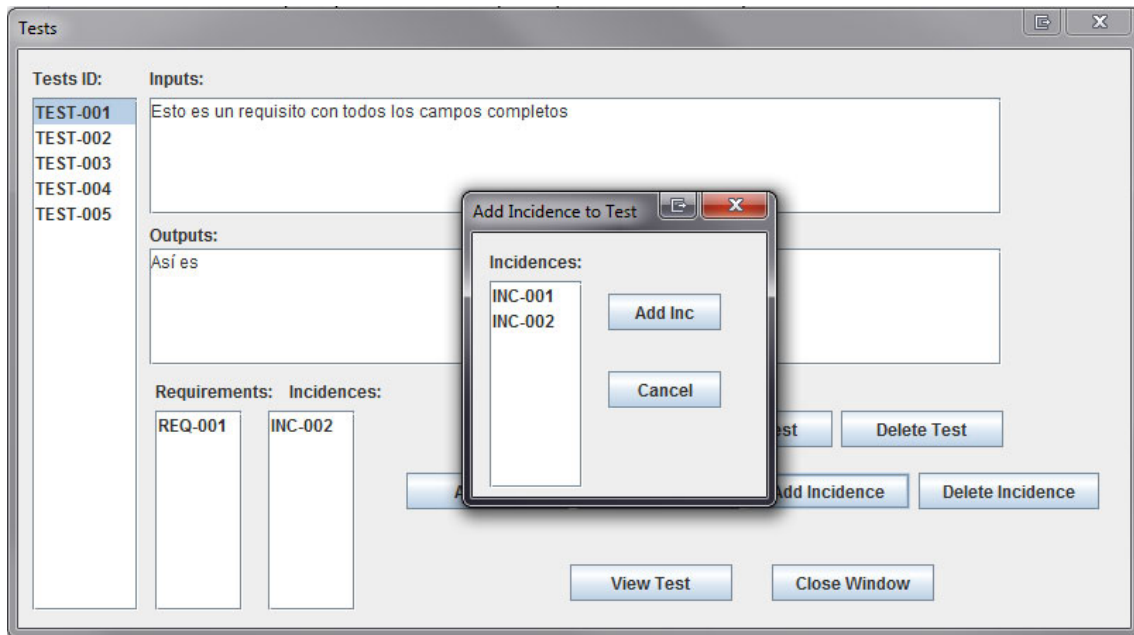 Tests
Tests ID:
Inputs:
TEST-001
TEST-002
TEST-003
TEST-004
TEST-005
Esto es un requisito con todos los campos completos
Outputs:
Así es
Requirements:
Incidences:
REQ-001
INC-002
Add Incidence to Test
Incidences:
INC-001
INC-002
Add Inc
Cancel
Delete Test
Add Incidence
Delete Incidence
View Test
Close Window